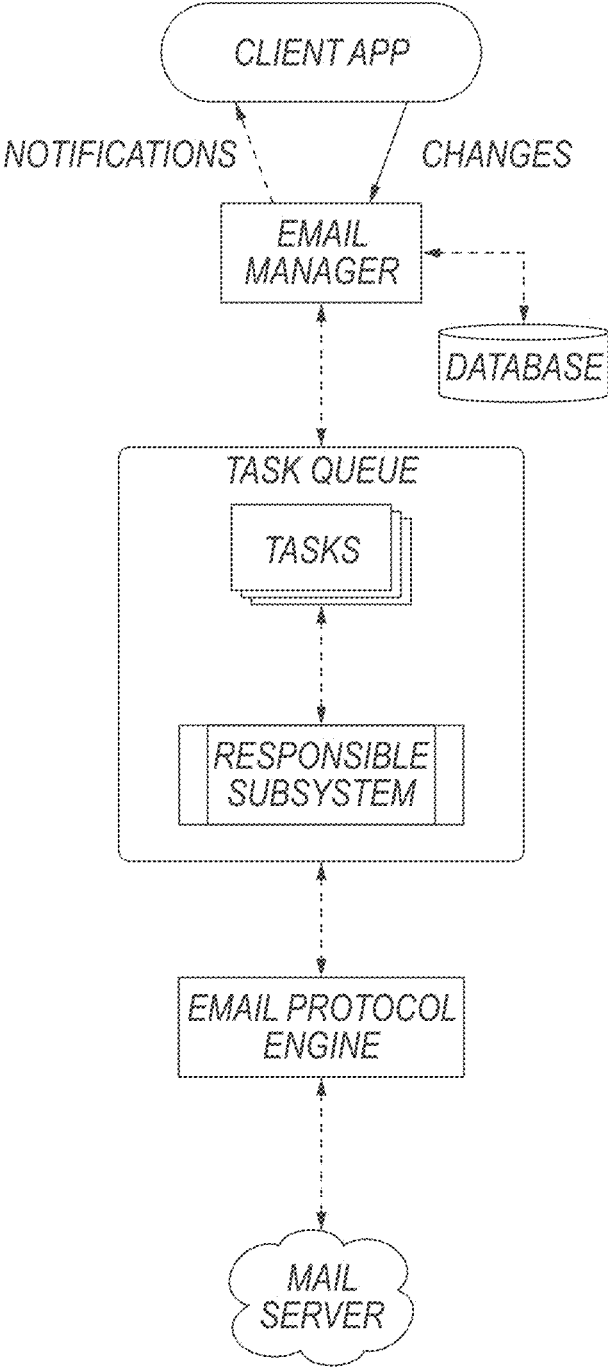 CLIENT APP
NOTIFICATIONS
CHANGES
EMAIL
MANAGER
DATABASE
TASK QUEUE
TASKS
RESPONSIBLE
SUBSYSTEM
EMAIL PROTOCOL
ENGINE
MAIL
SERVER